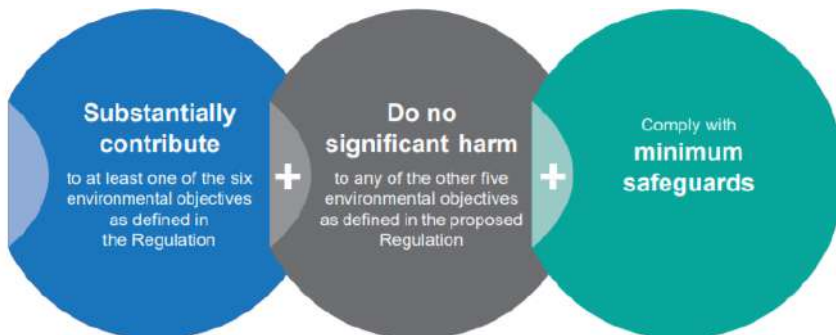 Substantially
contribute
to at least one of the six
environmental objectives
as defined in
the Regulation
+
Do no
significant harm
to any of the other five
environmental objectives
as defined in the proposed
Regulation
+
Comply with
minimum
safeguards